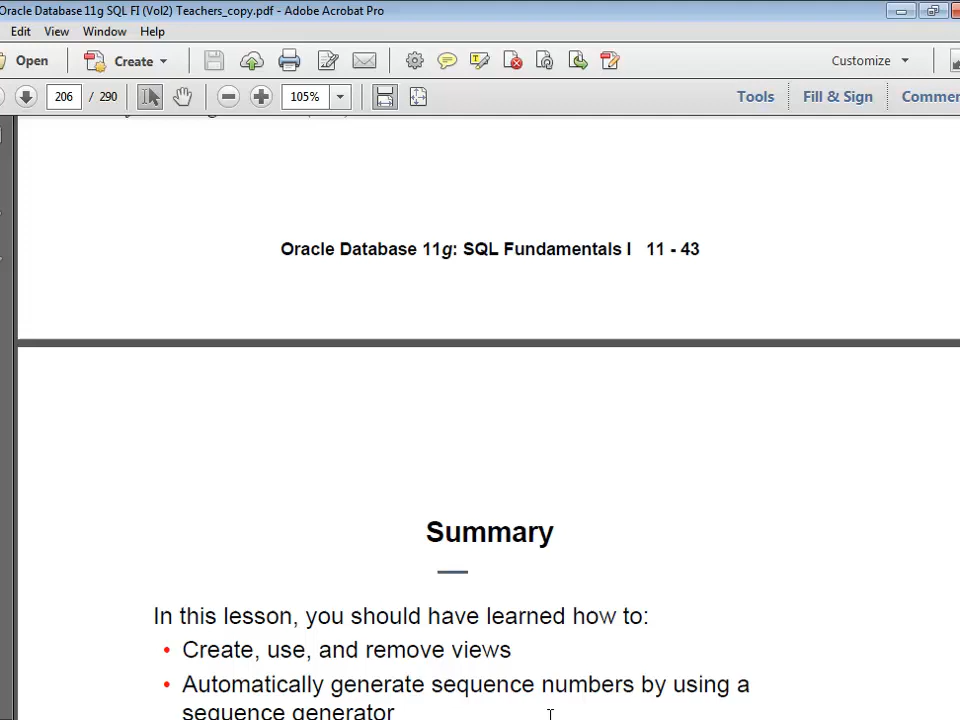 Oracle Database 11g SQL FI (Vol2) Teachers_copy.pdf - Adobe Acrobat Pro
Edit View Window Help
Open Create Customize
206 / 290 105% Tools Fill & Sign Commer
Oracle Database 11g: SQL Fundamentals I 11 - 43
Summary
In this lesson, you should have learned how to:
• Create, use, and remove views
• Automatically generate sequence numbers by using a
sequence generator